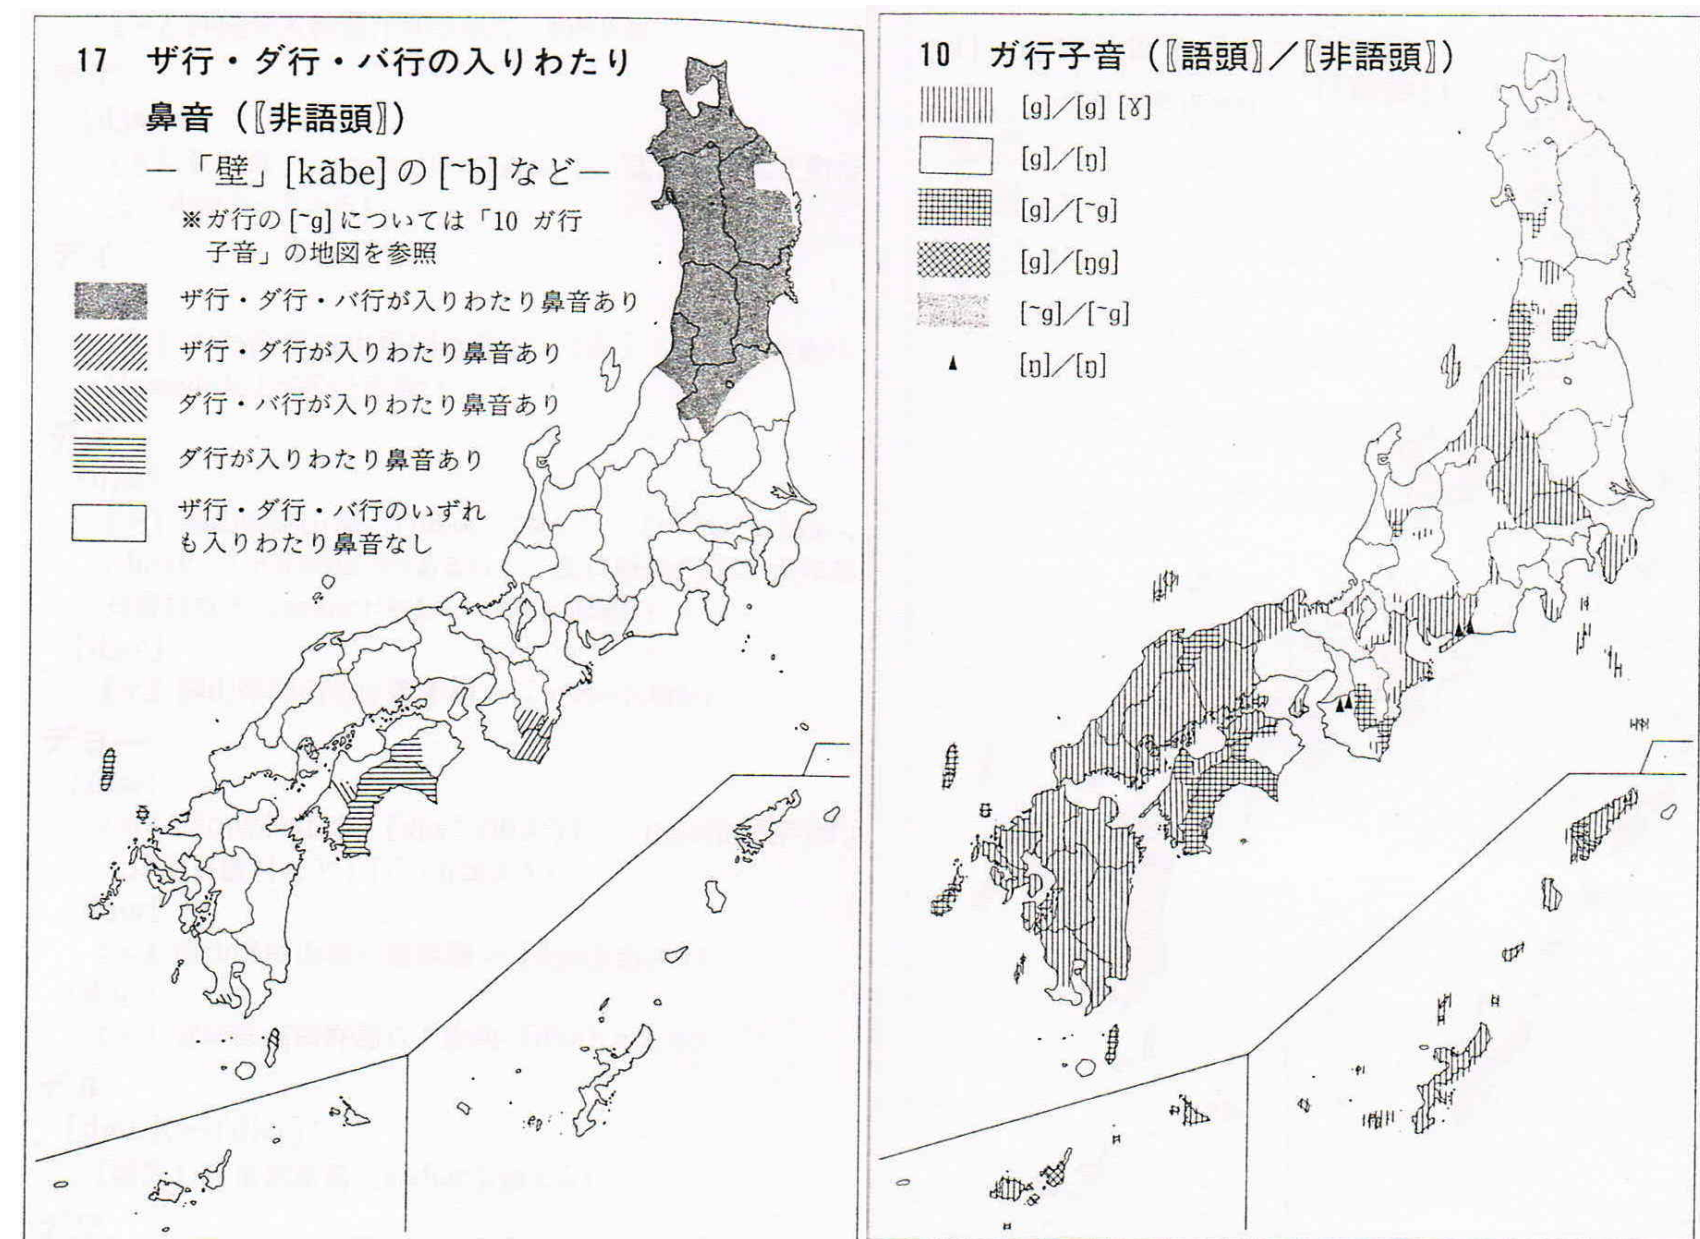 17 ザ行・ダ行・バ行の入りわたり
鼻音（〖非語頭〗）
―「壁」[kãbe] の [~b] など―
※ガ行の [~g] については「10 ガ行
子音」の地図を参照
ザ行・ダ行・バ行が入りわたり鼻音あり
ザ行・ダ行が入りわたり鼻音あり
ダ行・バ行が入りわたり鼻音あり
ダ行が入りわたり鼻音あり
ザ行・ダ行・バ行のいずれ
も入りわたり鼻音なし
10 ガ行子音（〖語頭〗／〖非語頭〗）
[g]／[g] [ɣ]
[g]／[ŋ]
[g]／[~g]
[g]／[ŋg]
[~g]／[~g]
[ŋ]／[ŋ]